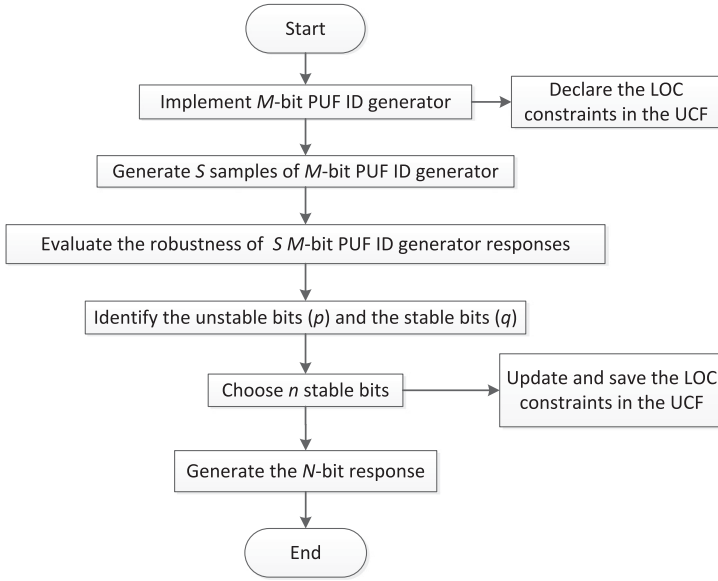 Start
Implement M-bit PUF ID generator
Declare the LOC
constraints in the UCF
Generate S samples of M-bit PUF ID generator
Evaluate the robustness of S M-bit PUF ID generator responses
Identify the unstable bits (p) and the stable bits (q)
Choose n stable bits
Update and save the LOC
constraints in the UCF
Generate the N-bit response
End